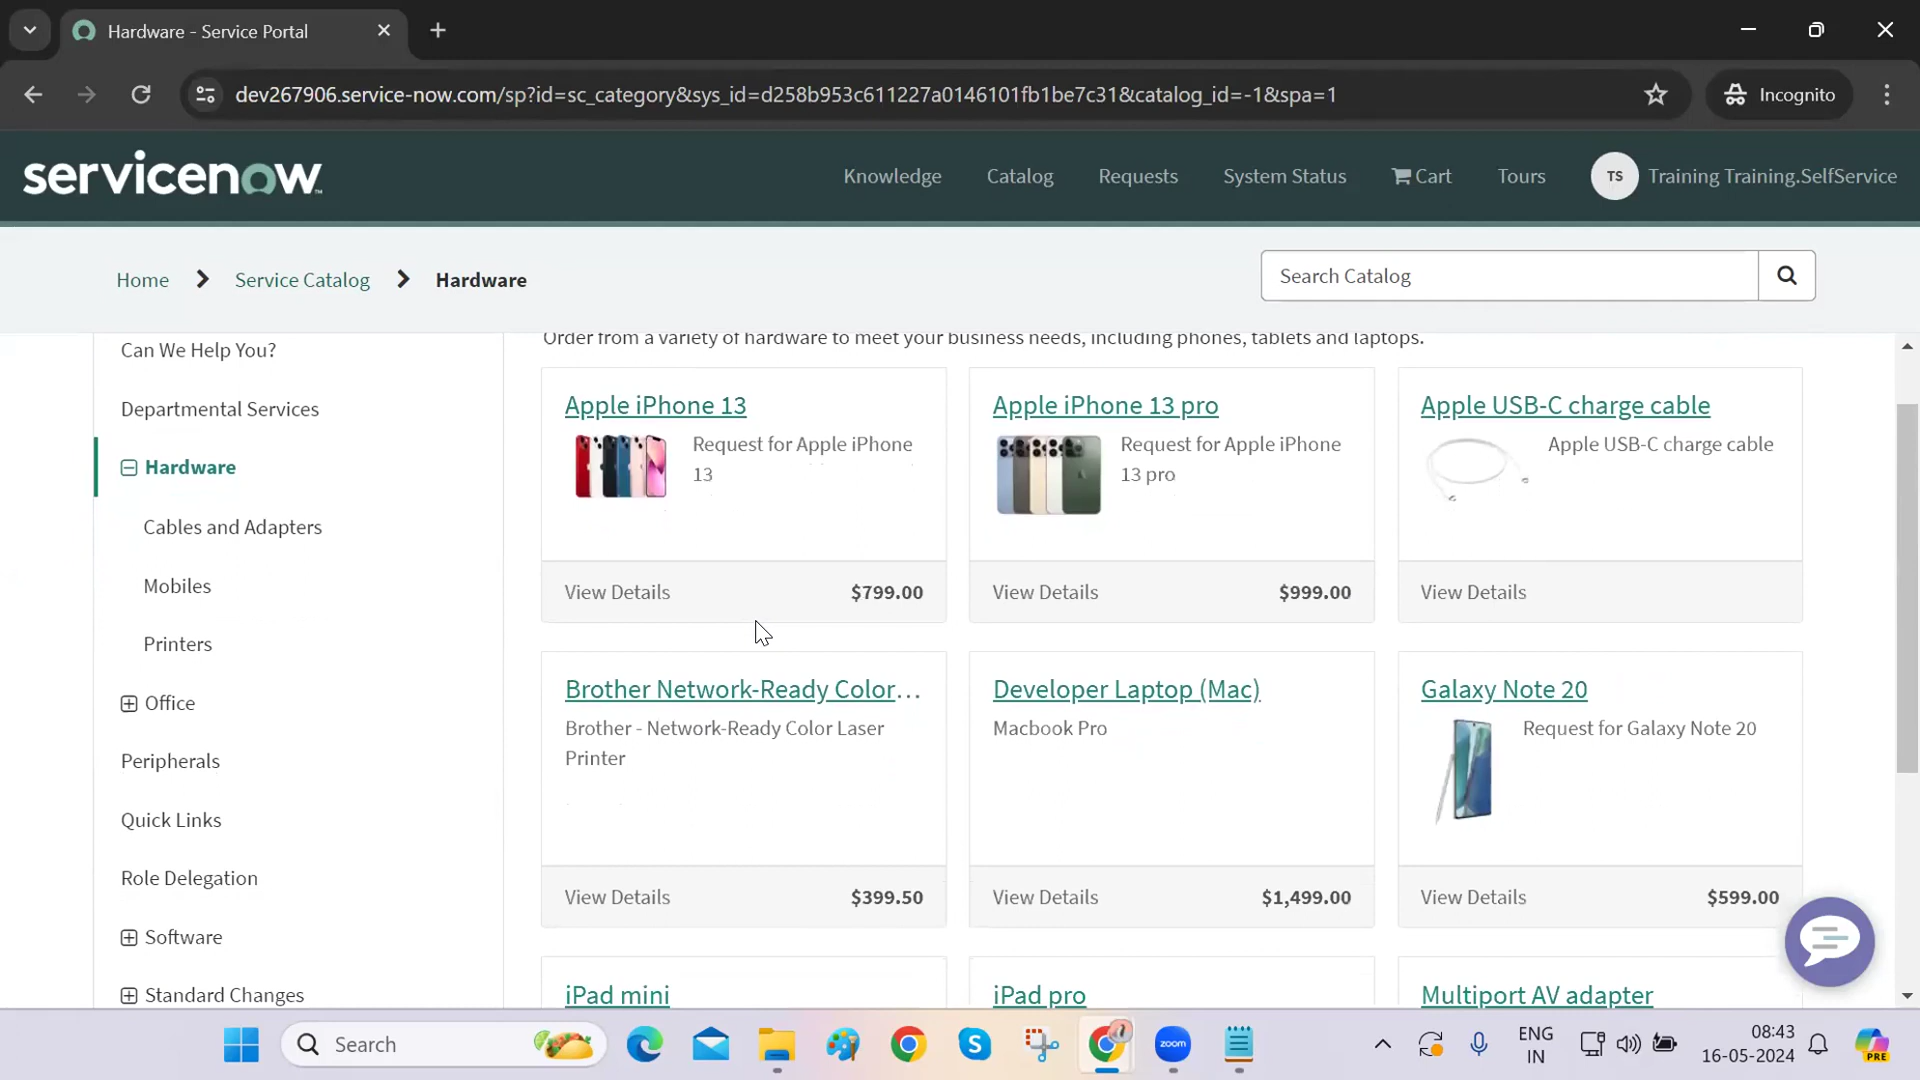 Hardware - Service Portal
dev267906.service-now.com/sp?id=sc_category&sys_id=d258b953c611227a0146101fb1be7c31&catalog_id=-1&spa=1
Incognito
servicenow
Knowledge
Catalog
Requests
System Status
Cart
Tours
TS
Training Training.SelfService
Home
Service Catalog
Hardware
Search Catalog
Can We Help You?
Departmental Services
Hardware
Cables and Adapters
Mobiles
Printers
Office
Peripherals
Quick Links
Role Delegation
Software
Standard Changes
Order from a variety of hardware to meet your business needs, including phones, tablets and laptops.
Apple iPhone 13
Request for Apple iPhone
13
View Details
$799.00
Apple iPhone 13 pro
Request for Apple iPhone
13 pro
View Details
$999.00
Apple USB-C charge cable
Apple USB-C charge cable
View Details
Brother Network-Ready Color...
Brother - Network-Ready Color Laser
Printer
View Details
$399.50
Developer Laptop (Mac)
Macbook Pro
View Details
$1,499.00
Galaxy Note 20
Request for Galaxy Note 20
View Details
$599.00
iPad mini
iPad pro
Multiport AV adapter
Search
zoom
ENG
IN
08:43
16-05-2024
PRE